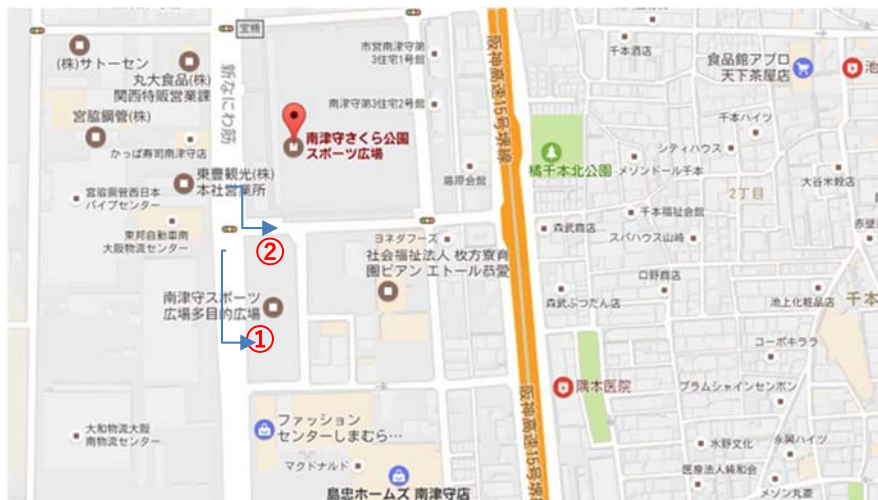 宝橋
(株)サトーセン
丸大食品(株)
関西特販営業課
宮脇鋼管(株)
かっぱ寿司南津守店
新なにわ筋
東豊観光(株)
本社営業所
宮脇鋼管西日本
パイプセンター
東邦自動車南
大阪物流センター
市営南津守第
3住宅1号館
南津守第3住宅2号館
南津守さくら公園
スポーツ広場
藤原会館
阪神高速15号堺線
千本酒店
食品館アプロ
天下茶屋店
池
千本ハイツ
シティハウス
メゾンドール千本
橘千本北公園
2丁目
大谷米穀店
千本福祉会館
森武商店
スパハウス山崎
赤壁
②
ヨネダフーズ
社会福祉法人 枚方療育
園ピアン エトール恭愛
口野商店
森武ぶつだん店
池上化粧品店
千本
南津守スポーツ
広場多目的広場
①
コーポキララ
隅本医院
プラムシャインセンボン
阪神高速15号堺線
ファッション
センターしまむら…
大和物流大阪
南物流センター
マクドナルド
島忠ホームズ 南津守店
水野文化
永興ハイツ
医療法人純和会
メゾン丸菱